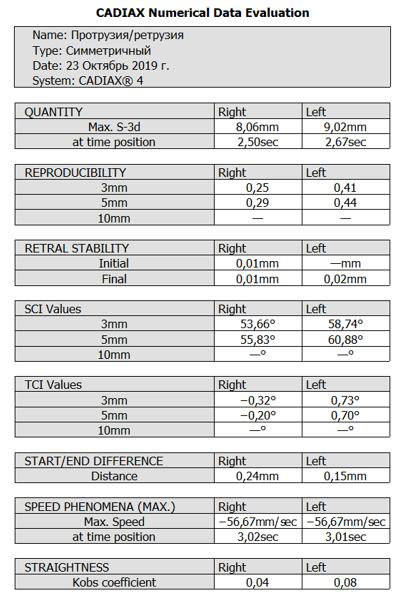 CADIAX Numerical Data Evaluation
Name: Протрузия/ретрузия
Type: Симметричный
Date: 23 Октябрь 2019 г.
System: CADIAX® 4
QUANTITY Right Left
Max. S-3d 8,06mm 9,02mm
at time position 2,50sec 2,67sec
REPRODUCIBILITY Right Left
3mm 0,25 0,41
5mm 0,29 0,44
10mm — —
RETRAL STABILITY Right Left
Initial 0,01mm —mm
Final 0,01mm 0,02mm
SCI Values Right Left
3mm 53,66° 58,74°
5mm 55,83° 60,88°
10mm —° —°
TCI Values Right Left
3mm −0,32° 0,73°
5mm −0,20° 0,70°
10mm —° —°
START/END DIFFERENCE Right Left
Distance 0,24mm 0,15mm
SPEED PHENOMENA (MAX.) Right Left
Max. Speed −56,67mm/sec −56,67mm/sec
at time position 3,02sec 3,01sec
STRAIGHTNESS Right Left
Kobs coefficient 0,04 0,08